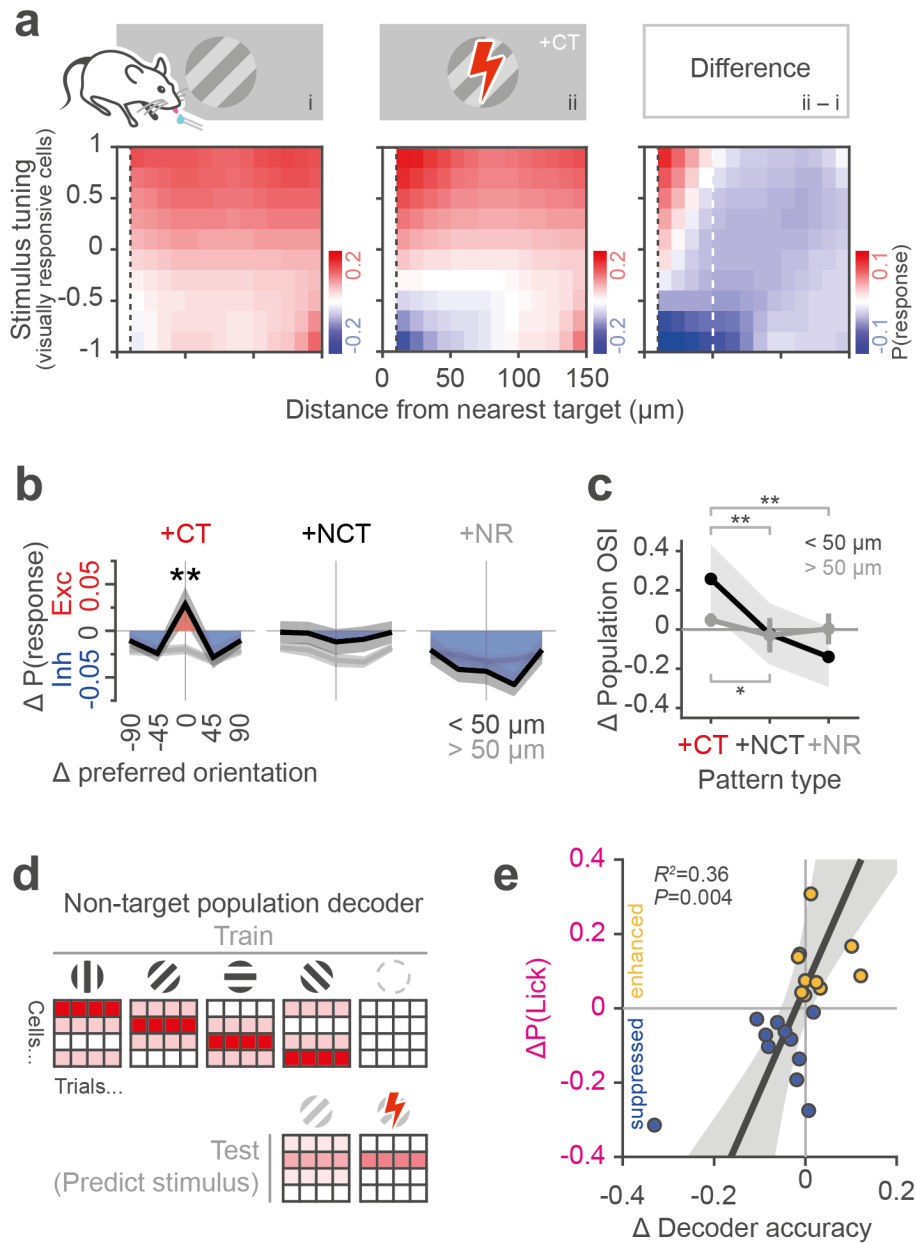 a
i
+CT
ii
Difference
ii – i
Stimulus tuning
(visually responsive cells)
1
0.5
0
-0.5
-1
0.2
-0.2
0.2
-0.2
0.1
-0.1
P(response)
0 50 100 150
Distance from nearest target (µm)
b
+CT
+NCT
+NR
Δ P(response)
Inh Exc
0.05
0
-0.05
**
-90 -45 0 45 90
Δ preferred orientation
< 50 µm
> 50 µm
c
**
**
< 50 µm
> 50 µm
Δ Population OSI
0.4
0.2
0
-0.2
-0.4
*
+CT +NCT +NR
Pattern type
d
Non-target population decoder
Train
Cells...
Trials...
Test
(Predict stimulus)
e
R²=0.36
P=0.004
ΔP(Lick)
suppressed enhanced
0.4
0.2
0
-0.2
-0.4
-0.4 -0.2 0 0.2
Δ Decoder accuracy